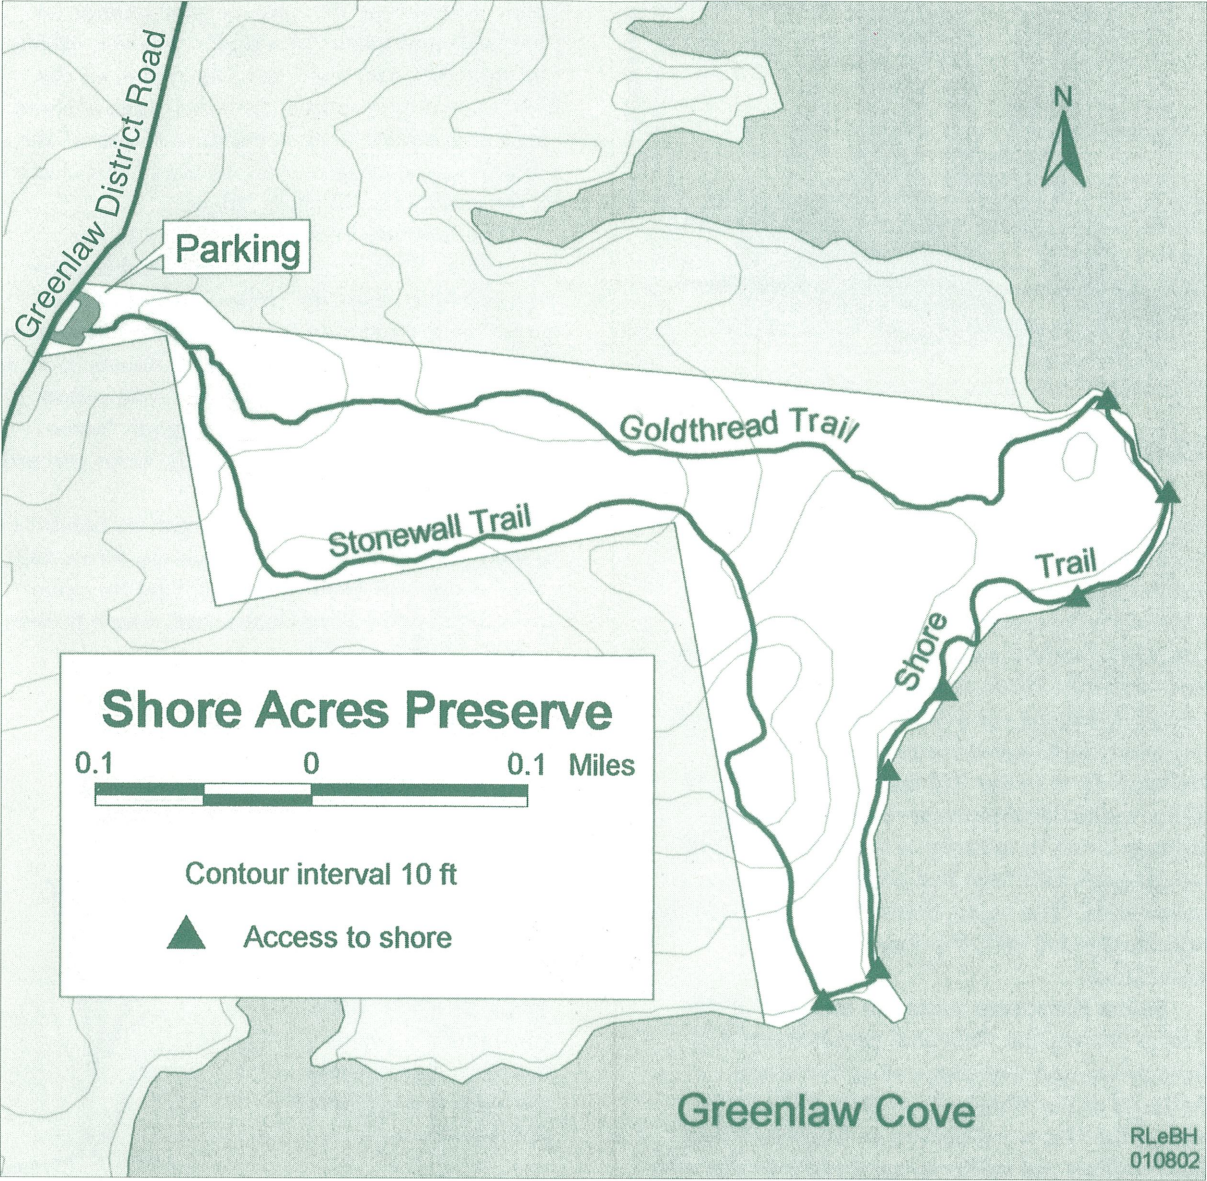 Greenlaw District Road
N
Parking
Goldthread Trail
Stonewall Trail
Shore Trail
Shore Acres Preserve
0.1 0 0.1 Miles
Contour interval 10 ft
Access to shore
Greenlaw Cove
RLeBH
010802